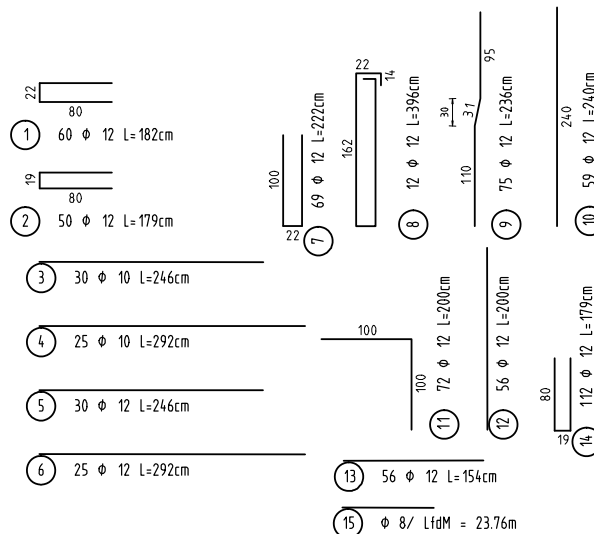 22
80
1 60 ϕ 12 L=182cm
19
80
2 50 ϕ 12 L=179cm
3 30 ϕ 10 L=246cm
4 25 ϕ 10 L=292cm
5 30 ϕ 12 L=246cm
6 25 ϕ 12 L=292cm
100
22
7 69 ϕ 12 L=222cm
22
14
162
8 12 ϕ 12 L=396cm
95
30
31
110
9 75 ϕ 12 L=236cm
240
10 59 ϕ 12 L=240cm
100
100
11 72 ϕ 12 L=200cm
12 56 ϕ 12 L=200cm
80
19
14 112 ϕ 12 L=179cm
13 56 ϕ 12 L=154cm
15 ϕ 8/ LfdM = 23.76m